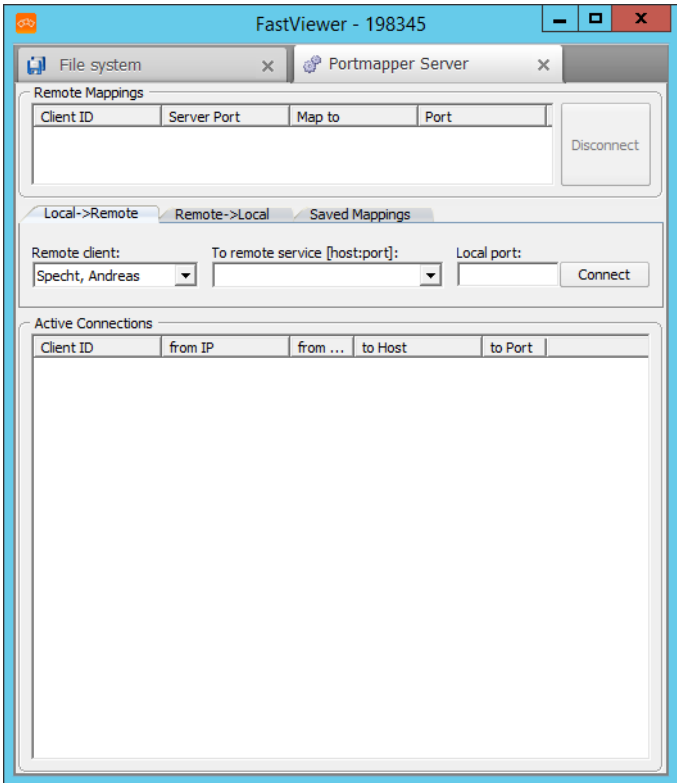 FastViewer - 198345
File system
Portmapper Server
Remote Mappings
Client ID Server Port Map to Port
Disconnect
Local->Remote Remote->Local Saved Mappings
Remote client: To remote service [host:port]: Local port:
Specht, Andreas Connect
Active Connections
Client ID from IP from ... to Host to Port